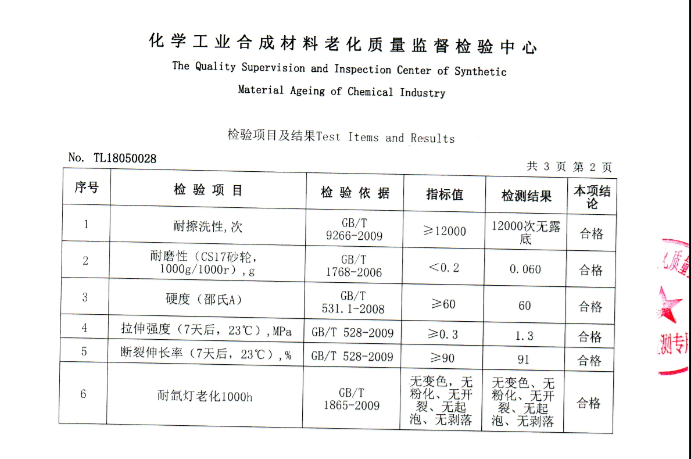 化学工业合成材料老化质量监督检验中心
The Quality Supervision and Inspection Center of Synthetic
Material Ageing of Chemical Industry
检验项目及结果Test Items and Results
No. TL18050028
共 3 页 第 2 页
序号 检 验 项 目 检 验 依 据 指标值 检测结果 本项结论
1 耐擦洗性,次 GB/T 9266-2009 ≥12000 12000次无露底 合格
2 耐磨性（CS17砂轮，1000g/1000r）,g GB/T 1768-2006 <0.2 0.060 合格
3 硬度（邵氏A） GB/T 531.1-2008 ≥60 60 合格
4 拉伸强度（7天后，23℃）,MPa GB/T 528-2009 ≥0.3 1.3 合格
5 断裂伸长率（7天后，23℃）,% GB/T 528-2009 ≥90 91 合格
6 耐氙灯老化1000h GB/T 1865-2009 无变色，无粉化、无开裂、无起泡、无剥落 无变色、无粉化、无开裂、无起泡、无剥落 合格
化质量
测专用